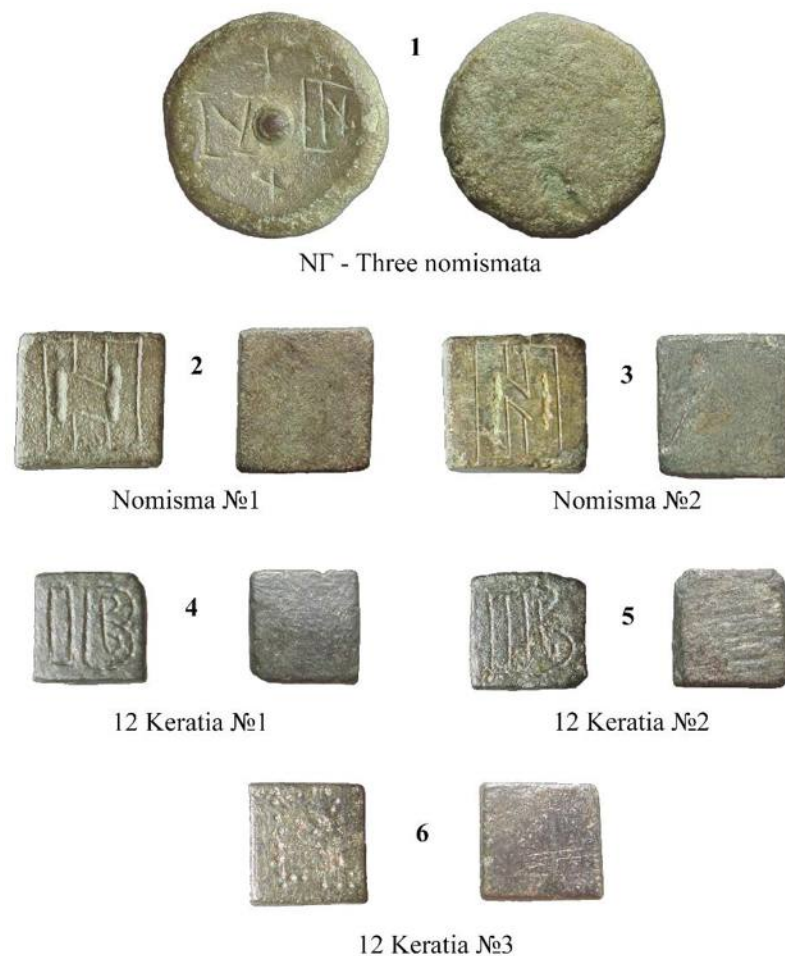 1
ΝΓ - Three nomismata
2
3
Nomisma №1
Nomisma №2
4
5
12 Keratia №1
12 Keratia №2
6
12 Keratia №3